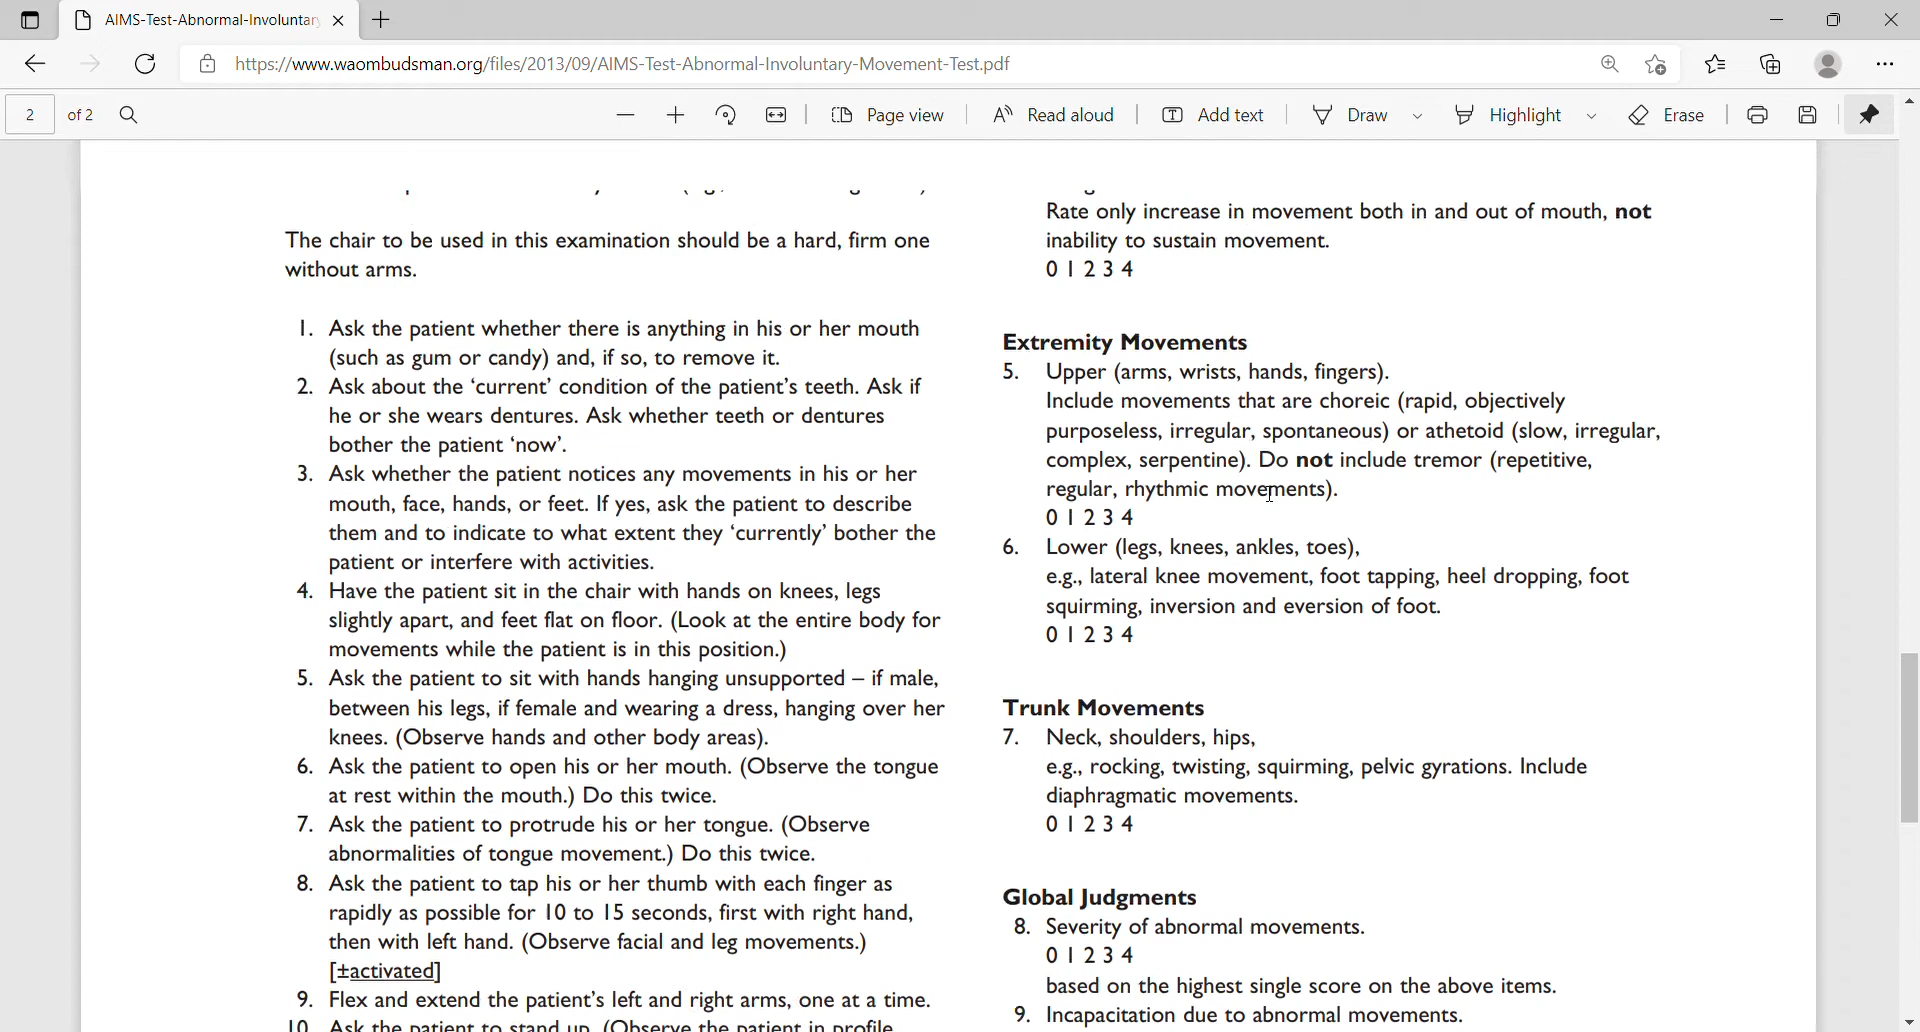 AIMS-Test-Abnormal-Involuntar
https://www.waombudsman.org/files/2013/09/AIMS-Test-Abnormal-Involuntary-Movement-Test.pdf
2 of 2 Page view Read aloud Add text Draw Highlight Erase
The chair to be used in this examination should be a hard, firm one
without arms.
1. Ask the patient whether there is anything in his or her mouth
(such as gum or candy) and, if so, to remove it.
2. Ask about the ‘current’ condition of the patient’s teeth. Ask if
he or she wears dentures. Ask whether teeth or dentures
bother the patient ‘now’.
3. Ask whether the patient notices any movements in his or her
mouth, face, hands, or feet. If yes, ask the patient to describe
them and to indicate to what extent they ‘currently’ bother the
patient or interfere with activities.
4. Have the patient sit in the chair with hands on knees, legs
slightly apart, and feet flat on floor. (Look at the entire body for
movements while the patient is in this position.)
5. Ask the patient to sit with hands hanging unsupported – if male,
between his legs, if female and wearing a dress, hanging over her
knees. (Observe hands and other body areas).
6. Ask the patient to open his or her mouth. (Observe the tongue
at rest within the mouth.) Do this twice.
7. Ask the patient to protrude his or her tongue. (Observe
abnormalities of tongue movement.) Do this twice.
8. Ask the patient to tap his or her thumb with each finger as
rapidly as possible for 10 to 15 seconds, first with right hand,
then with left hand. (Observe facial and leg movements.)
[±activated]
9. Flex and extend the patient’s left and right arms, one at a time.
10. Ask the patient to stand up. (Observe the patient in profile.
Rate only increase in movement both in and out of mouth, not
inability to sustain movement.
0 1 2 3 4
Extremity Movements
5. Upper (arms, wrists, hands, fingers).
Include movements that are choreic (rapid, objectively
purposeless, irregular, spontaneous) or athetoid (slow, irregular,
complex, serpentine). Do not include tremor (repetitive,
regular, rhythmic movements).
0 1 2 3 4
6. Lower (legs, knees, ankles, toes),
e.g., lateral knee movement, foot tapping, heel dropping, foot
squirming, inversion and eversion of foot.
0 1 2 3 4
Trunk Movements
7. Neck, shoulders, hips,
e.g., rocking, twisting, squirming, pelvic gyrations. Include
diaphragmatic movements.
0 1 2 3 4
Global Judgments
8. Severity of abnormal movements.
0 1 2 3 4
based on the highest single score on the above items.
9. Incapacitation due to abnormal movements.